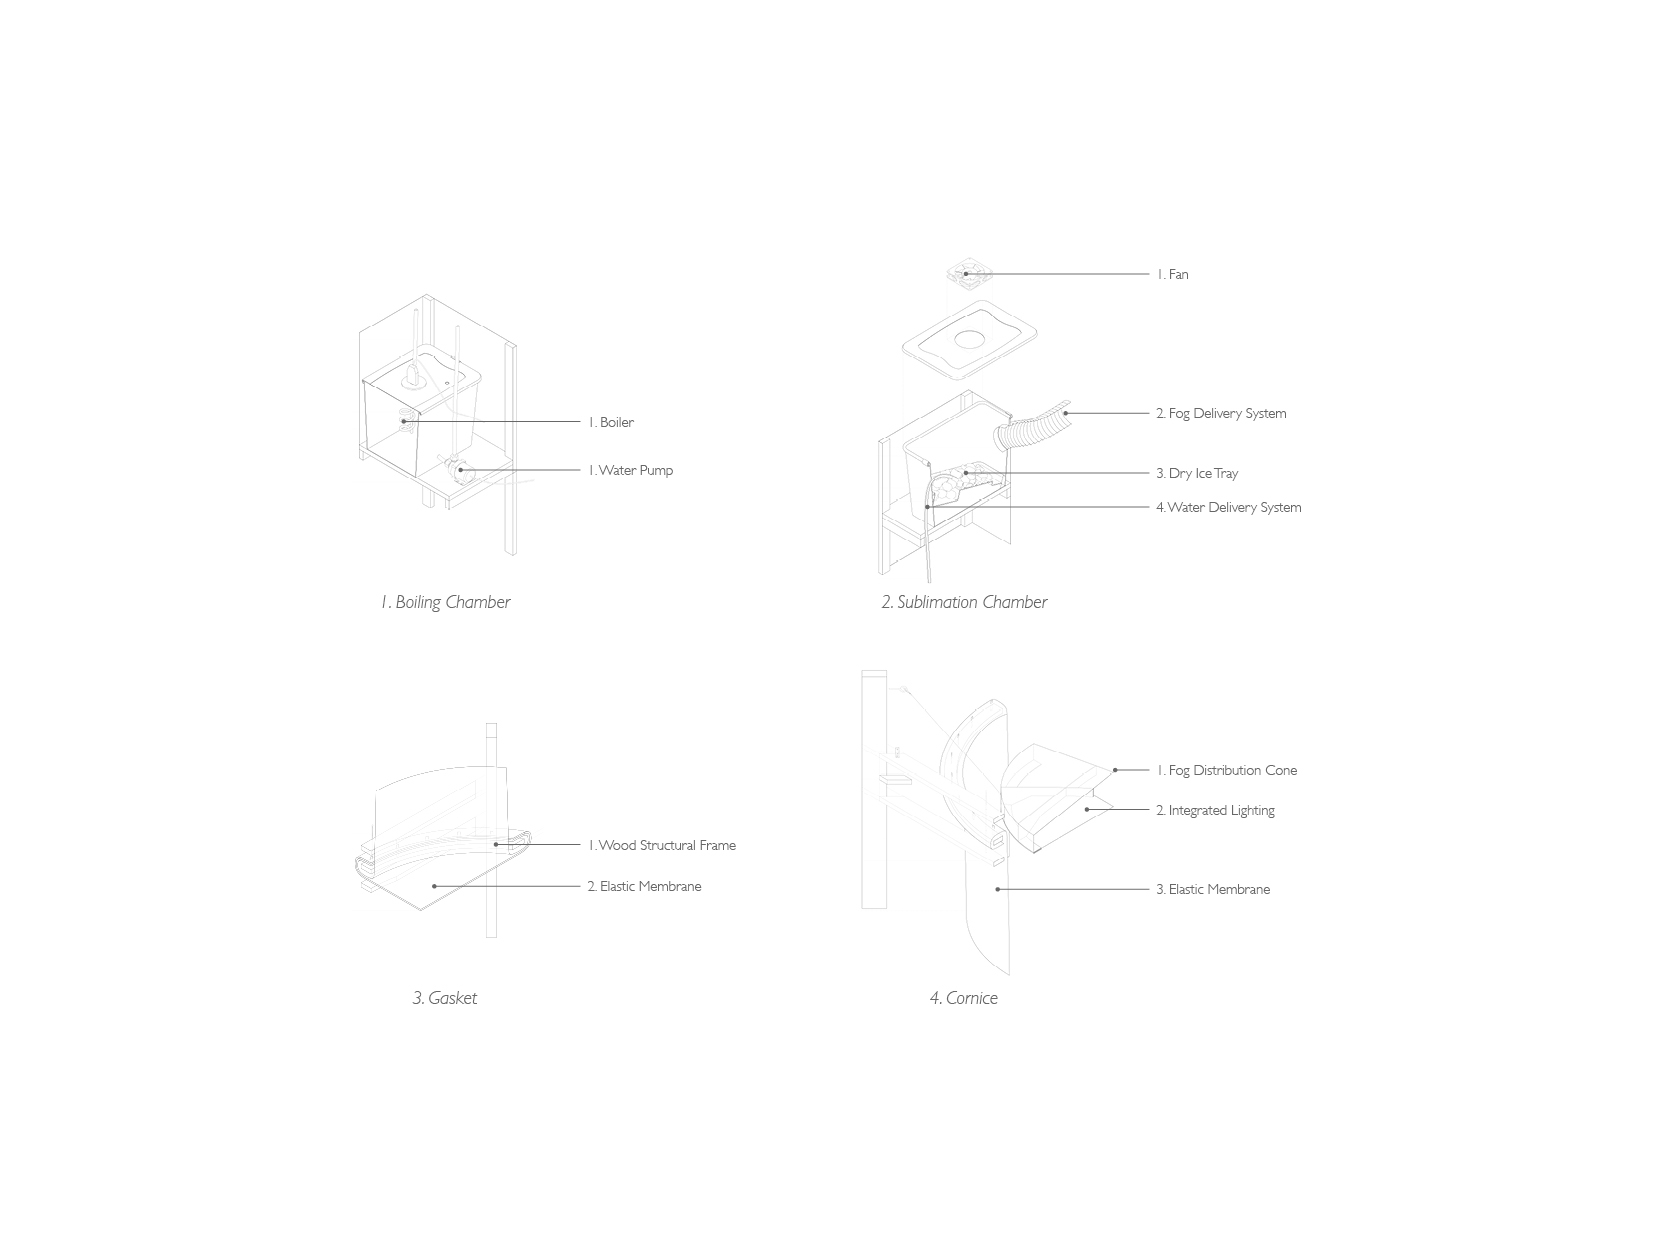 1. Fan
1. Boiler
1. Water Pump
2. Fog Delivery System
3. Dry Ice Tray
4. Water Delivery System
1. Boiling Chamber
2. Sublimation Chamber
1. Wood Structural Frame
2. Elastic Membrane
1. Fog Distribution Cone
2. Integrated Lighting
3. Elastic Membrane
3. Gasket
4. Cornice